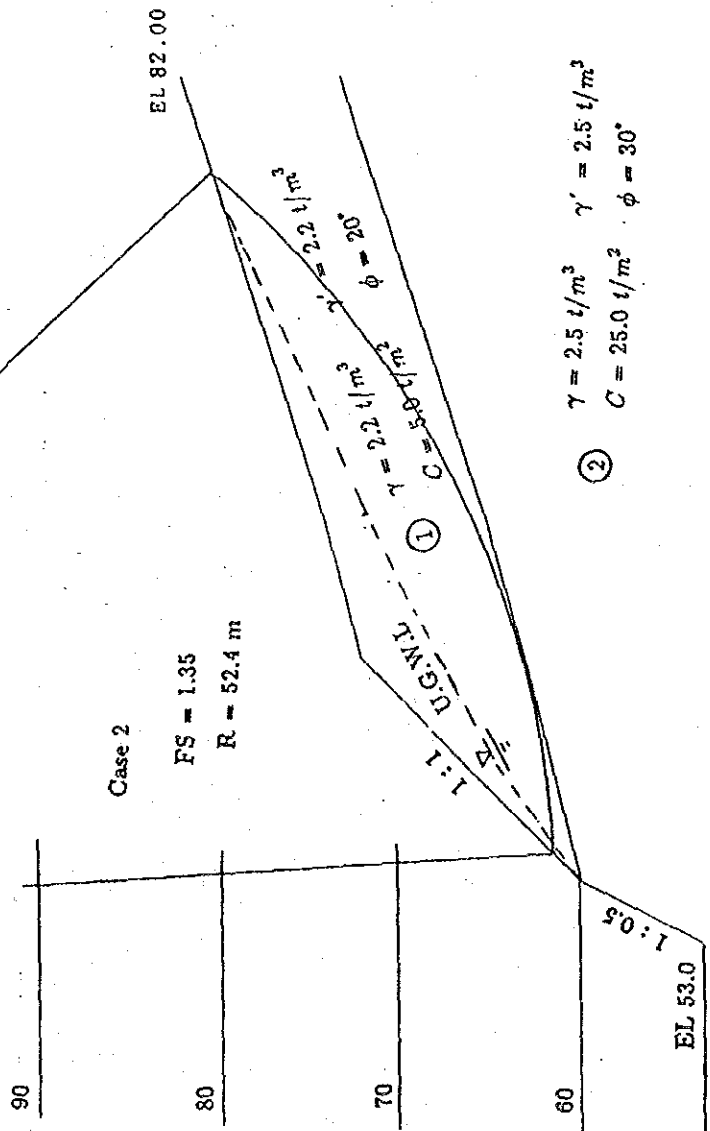 Case 2
FS = 1.35
R = 52.4 m
90
80
70
60
EL 82.00
EL 53.0
1 : 1
1 : 0.5
U.G.W.L
① γ = 2.2 t/m³ γ' = 2.2 t/m³
C = 5.0 t/m² φ = 20°
② γ = 2.5 t/m³ γ' = 2.5 t/m³
C = 25.0 t/m² φ = 30°